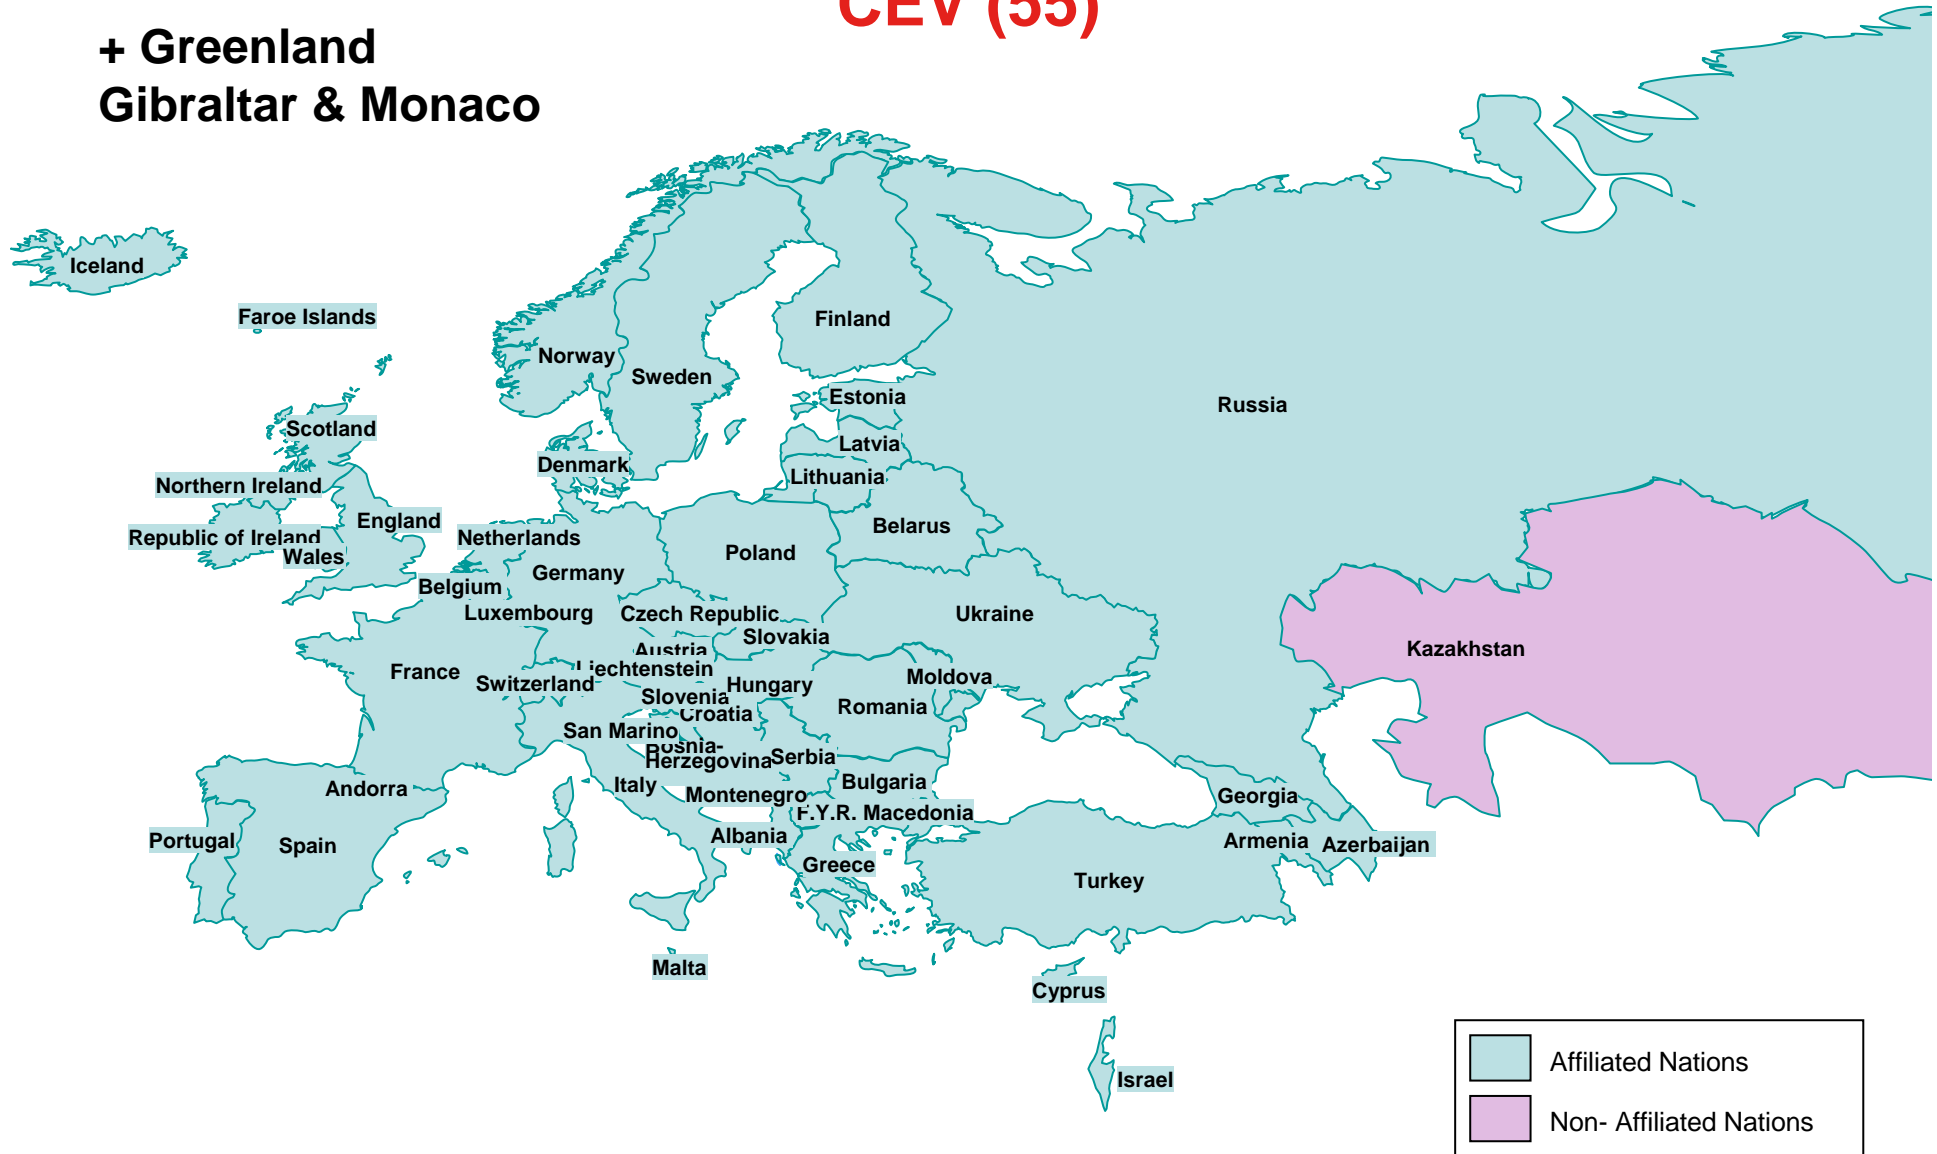 CEV (55)
+ Greenland
Gibraltar & Monaco
Iceland
Faroe Islands
Finland
Norway
Sweden
Estonia
Russia
Scotland
Latvia
Denmark
Lithuania
Northern Ireland
England
Belarus
Republic of Ireland
Netherlands
Wales
Poland
Germany
Belgium
Luxembourg
Czech Republic
Ukraine
Slovakia
Austria
Kazakhstan
Liechtenstein
France
Switzerland
Moldova
Hungary
Slovenia
Romania
Croatia
San Marino
Bosnia-
Herzegovina
Serbia
Italy
Bulgaria
Andorra
Montenegro
Georgia
F.Y.R. Macedonia
Albania
Portugal
Spain
Armenia
Azerbaijan
Greece
Turkey
Malta
Cyprus
Israel
Affiliated Nations
Non- Affiliated Nations